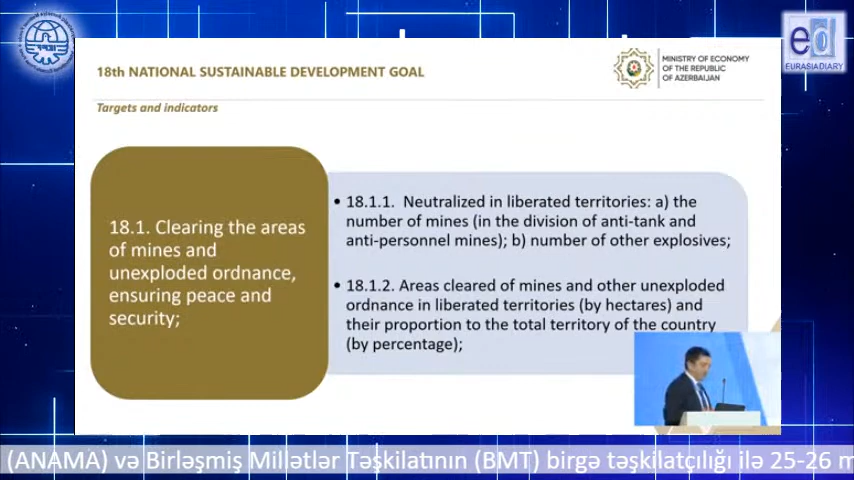 18th NATIONAL SUSTAINABLE DEVELOPMENT GOAL
MINISTRY OF ECONOMY
OF THE REPUBLIC
OF AZERBAIJAN
ed
EURASIADIARY
Targets and indicators
18.1. Clearing the areas
of mines and
unexploded ordnance,
ensuring peace and
security;
• 18.1.1. Neutralized in liberated territories: a) the
number of mines (in the division of anti-tank and
anti-personnel mines); b) number of other explosives;
• 18.1.2. Areas cleared of mines and other unexploded
ordnance in liberated territories (by hectares) and
their proportion to the total territory of the country
(by percentage);
(ANAMA) və Birləşmiş Millətlər Təşkilatının (BMT) birgə təşkilatçılığı ilə 25-26 m